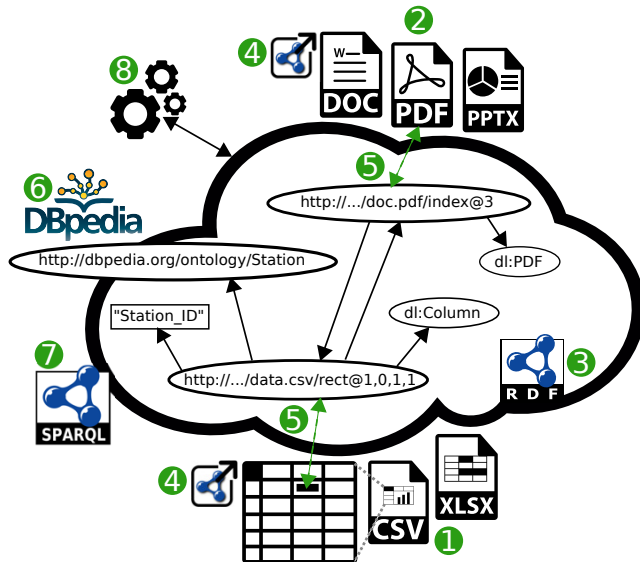 2
4
8
W
DOC
PDF
PPTX
5
6
DBpedia
http://.../doc.pdf/index@3
http://dbpedia.org/ontology/Station
dl:PDF
"Station_ID"
dl:Column
7
3
http://.../data.csv/rect@1,0,1,1
RDF
SPARQL
5
4
CSV
XLSX
1